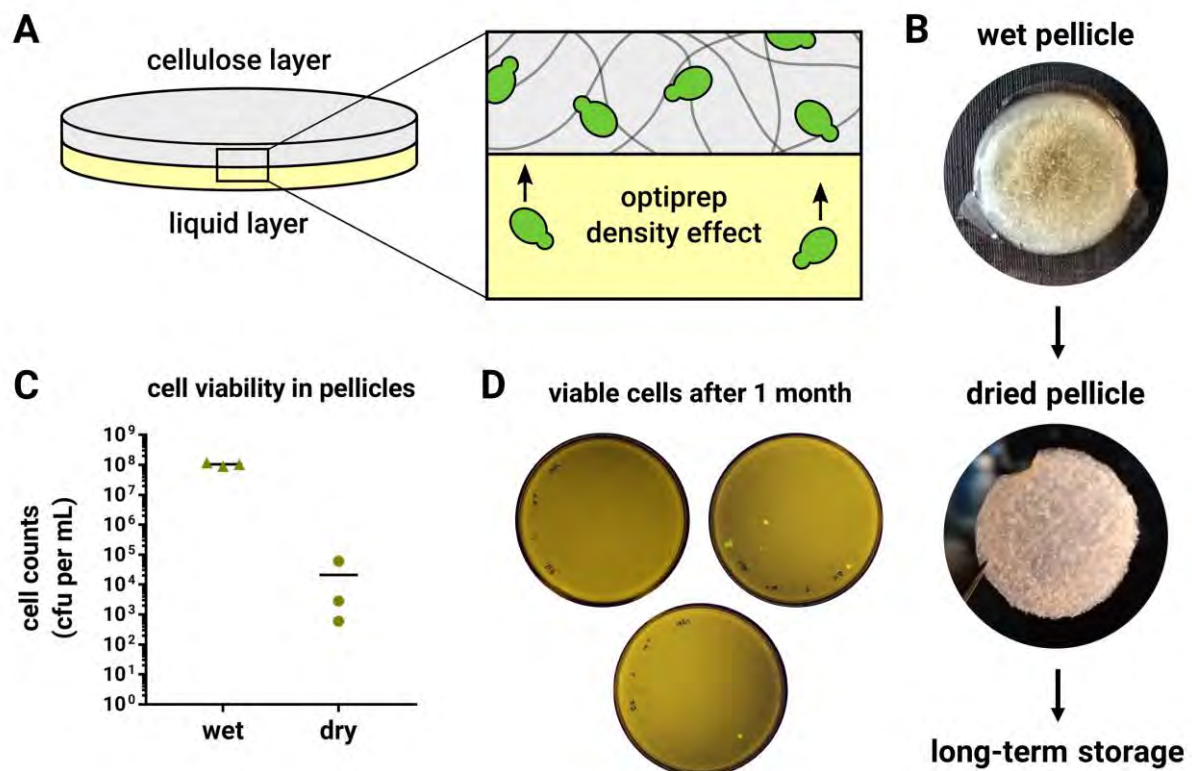 A
cellulose layer
liquid layer
optiprep
density effect
B
wet pellicle
dried pellicle
long-term storage
C
cell viability in pellicles
cell counts
(cfu per mL)
10⁹
10⁸
10⁷
10⁶
10⁵
10⁴
10³
10²
10¹
10⁰
wet
dry
D
viable cells after 1 month